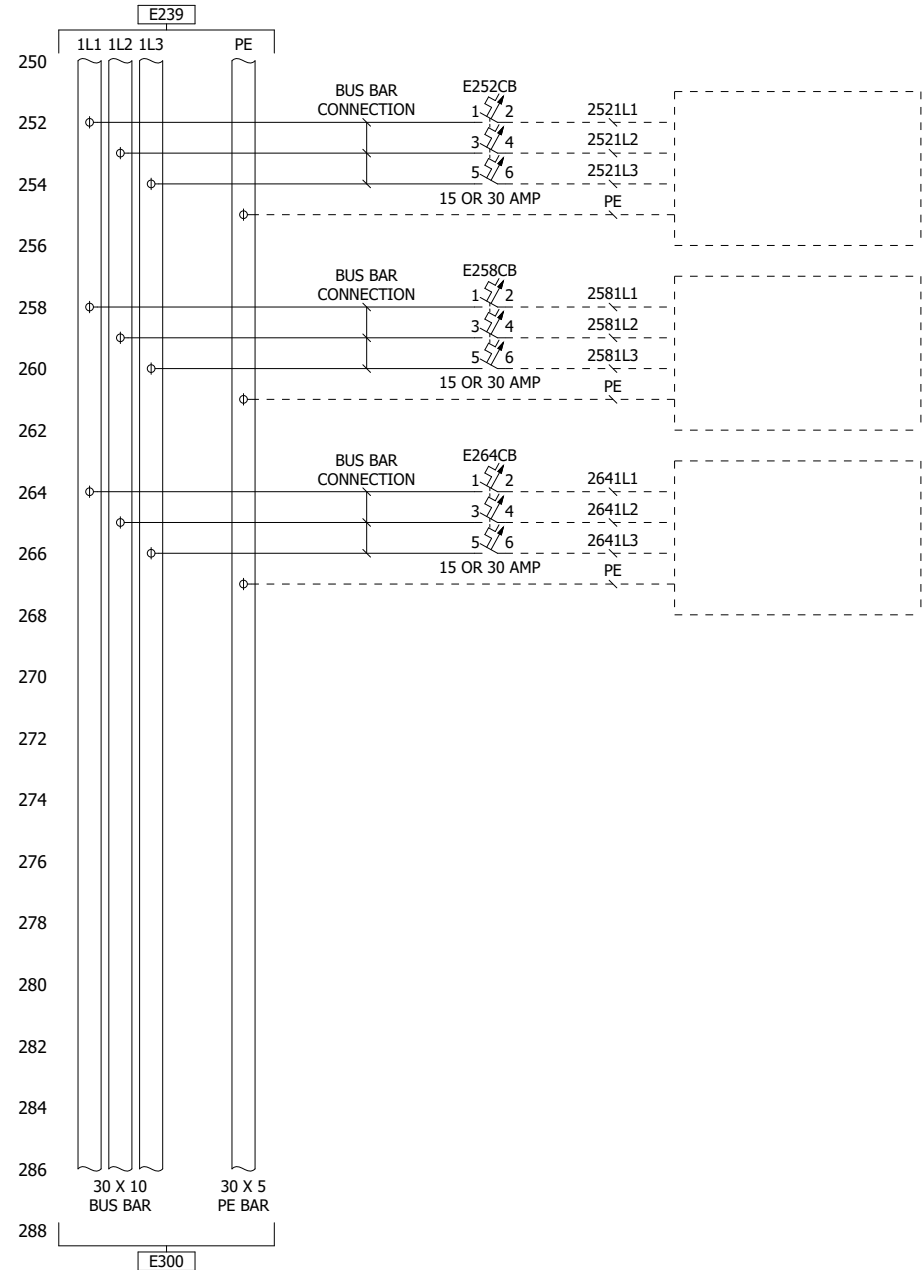 E239
1L1 1L2 1L3 PE
250
BUS BAR
CONNECTION
E252CB
252
1 2 2521L1
3 4 2521L2
254
5 6 2521L3
15 OR 30 AMP
PE
256
BUS BAR
CONNECTION
E258CB
258
1 2 2581L1
3 4 2581L2
260
5 6 2581L3
15 OR 30 AMP
PE
262
BUS BAR
CONNECTION
E264CB
264
1 2 2641L1
3 4 2641L2
266
5 6 2641L3
15 OR 30 AMP
PE
268
270
272
274
276
278
280
282
284
286
30 X 10
BUS BAR
30 X 5
PE BAR
288
E300